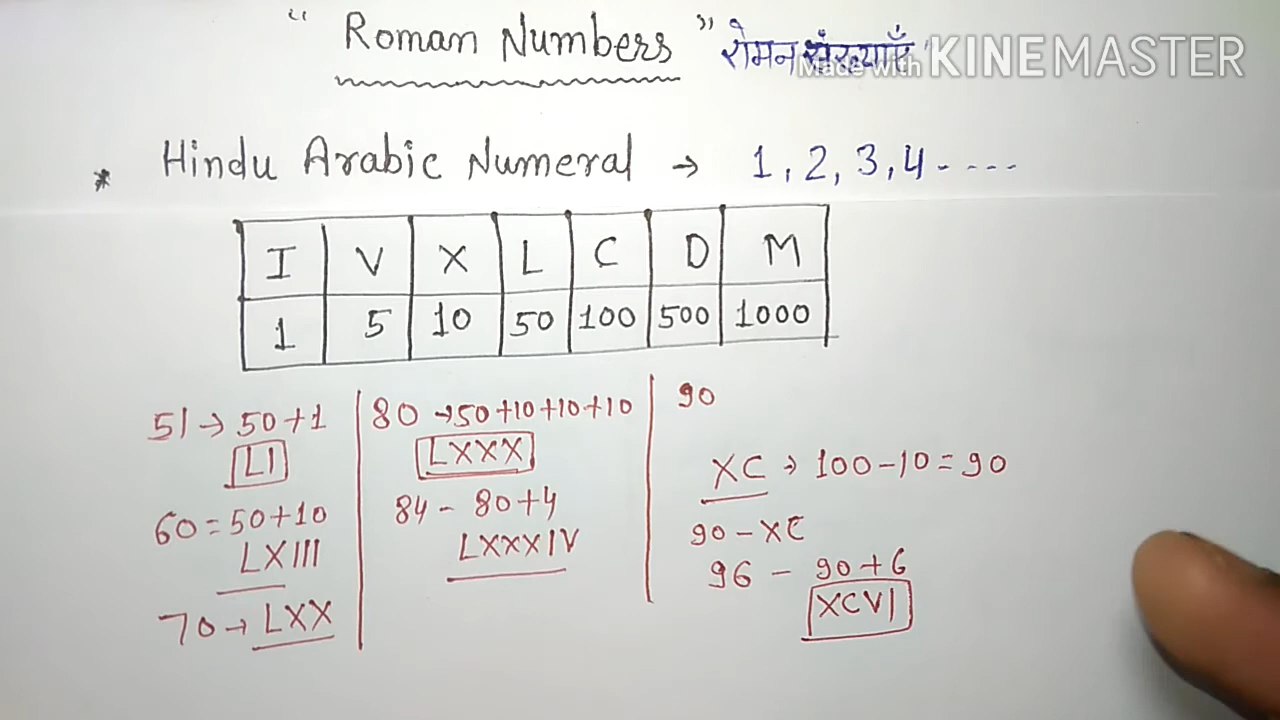 “ Roman Numbers ” रोमन संख्याएँ
Made with KINEMASTER
* Hindu Arabic Numeral → 1, 2, 3, 4 - - - -
I V X L C D M
1 5 10 50 100 500 1000
51 → 50+1
LI
60 = 50+10
LXIII
70 → LXX
80 → 50+10+10+10
LXXX
84 - 80+4
LXXXIV
90
XC → 100-10=90
90 - XC
96 - 90+6
XCVI